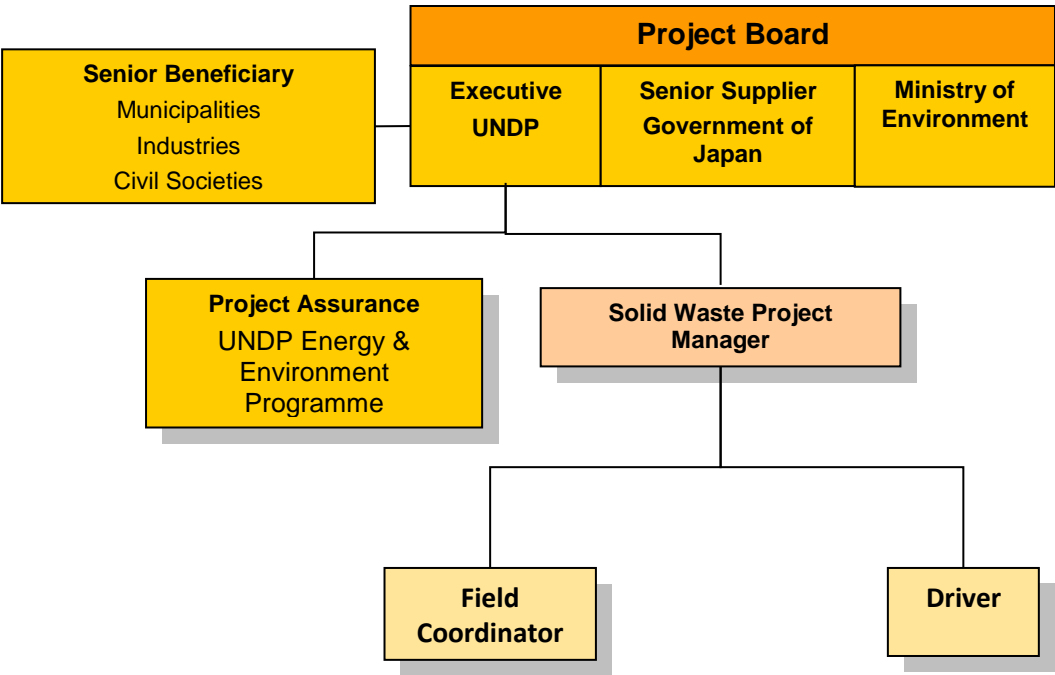 Project Board
Senior Beneficiary
Municipalities
Industries
Civil Societies
Executive
UNDP
Senior Supplier
Government of
Japan
Ministry of
Environment
Project Assurance
UNDP Energy &
Environment
Programme
Solid Waste Project
Manager
Field
Coordinator
Driver